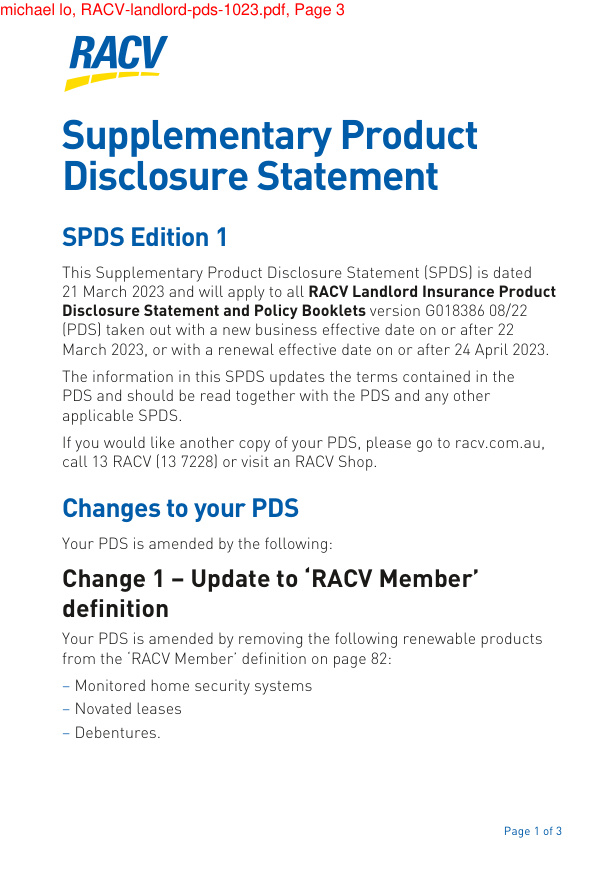 michael lo, RACV-landlord-pds-1023.pdf, Page 3
RACV
Supplementary Product
Disclosure Statement
SPDS Edition 1
This Supplementary Product Disclosure Statement (SPDS) is dated
21 March 2023 and will apply to all RACV Landlord Insurance Product
Disclosure Statement and Policy Booklets version G018386 08/22
(PDS) taken out with a new business effective date on or after 22
March 2023, or with a renewal effective date on or after 24 April 2023.
The information in this SPDS updates the terms contained in the
PDS and should be read together with the PDS and any other
applicable SPDS.
If you would like another copy of your PDS, please go to racv.com.au,
call 13 RACV (13 7228) or visit an RACV Shop.
Changes to your PDS
Your PDS is amended by the following:
Change 1 – Update to ‘RACV Member’
definition
Your PDS is amended by removing the following renewable products
from the ‘RACV Member’ definition on page 82:
– Monitored home security systems
– Novated leases
– Debentures.
Page 1 of 3